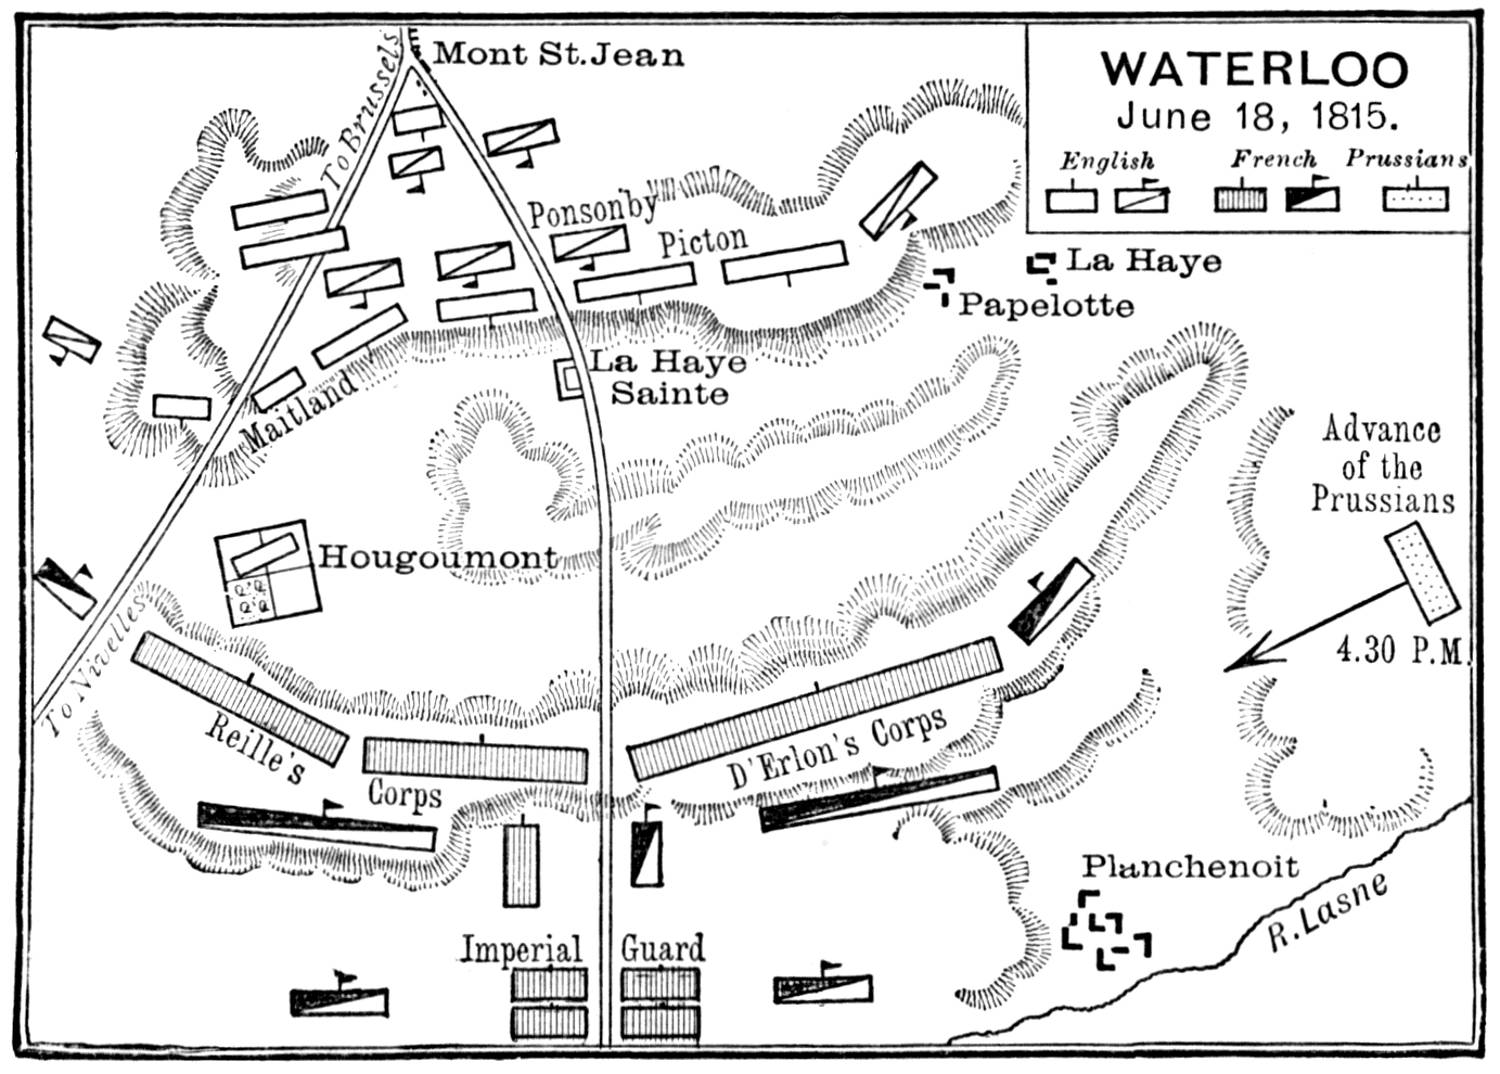 Mont St. Jean
WATERLOO
June 18, 1815.
English
French
Prussians
To Brussels
Ponsonby
Picton
La Haye
Papelotte
La Haye
Sainte
Maitland
Advance
of the
Prussians
Hougoumont
4.30 P.M.
To Nivelles
Reille's
Corps
D'Erlon's Corps
Planchenoit
R. Lasne
Imperial Guard